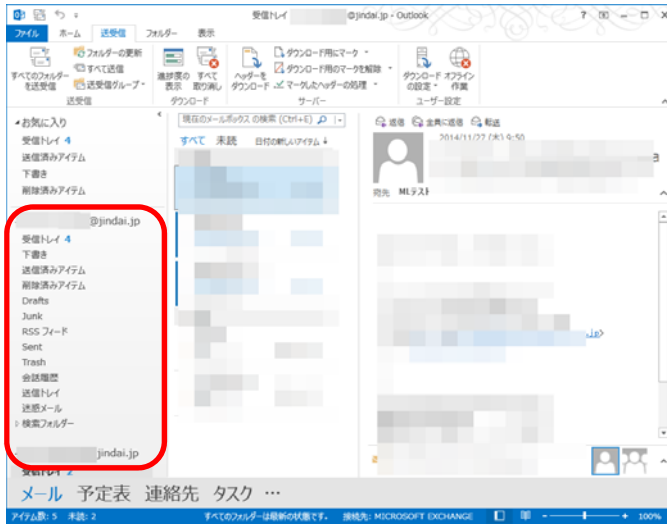 受信トレイ @jindai.jp - Outlook
ファイル ホーム 送受信 フォルダー 表示
すべてのフォルダーを送受信
フォルダーの更新
すべて送信
送受信グループ
送受信
進捗度の表示
すべて取り消し
ダウンロード
ヘッダーをダウンロード
ダウンロード用にマーク
ダウンロード用のマークを解除
マークしたヘッダーの処理
サーバー
ダウンロードの設定
オフライン作業
ユーザー設定
お気に入り
受信トレイ 4
送信済みアイテム
下書き
削除済みアイテム
@jindai.jp
受信トレイ 4
下書き
送信済みアイテム
削除済みアイテム
Drafts
Junk
RSS フィード
Sent
Trash
会話履歴
送信トレイ
迷惑メール
検索フォルダー
jindai.jp
受信トレイ 2
現在のメールボックス の検索 (Ctrl+E)
すべて 未読 日付の新しいアイテム ↓
返信 全員に返信 転送
2014/11/27 (木) 9:50
宛先 MLテスト
.jp>
メール 予定表 連絡先 タスク ···
アイテム数: 5 未読: 2 すべてのフォルダーは最新の状態です。 接続先: MICROSOFT EXCHANGE 100%